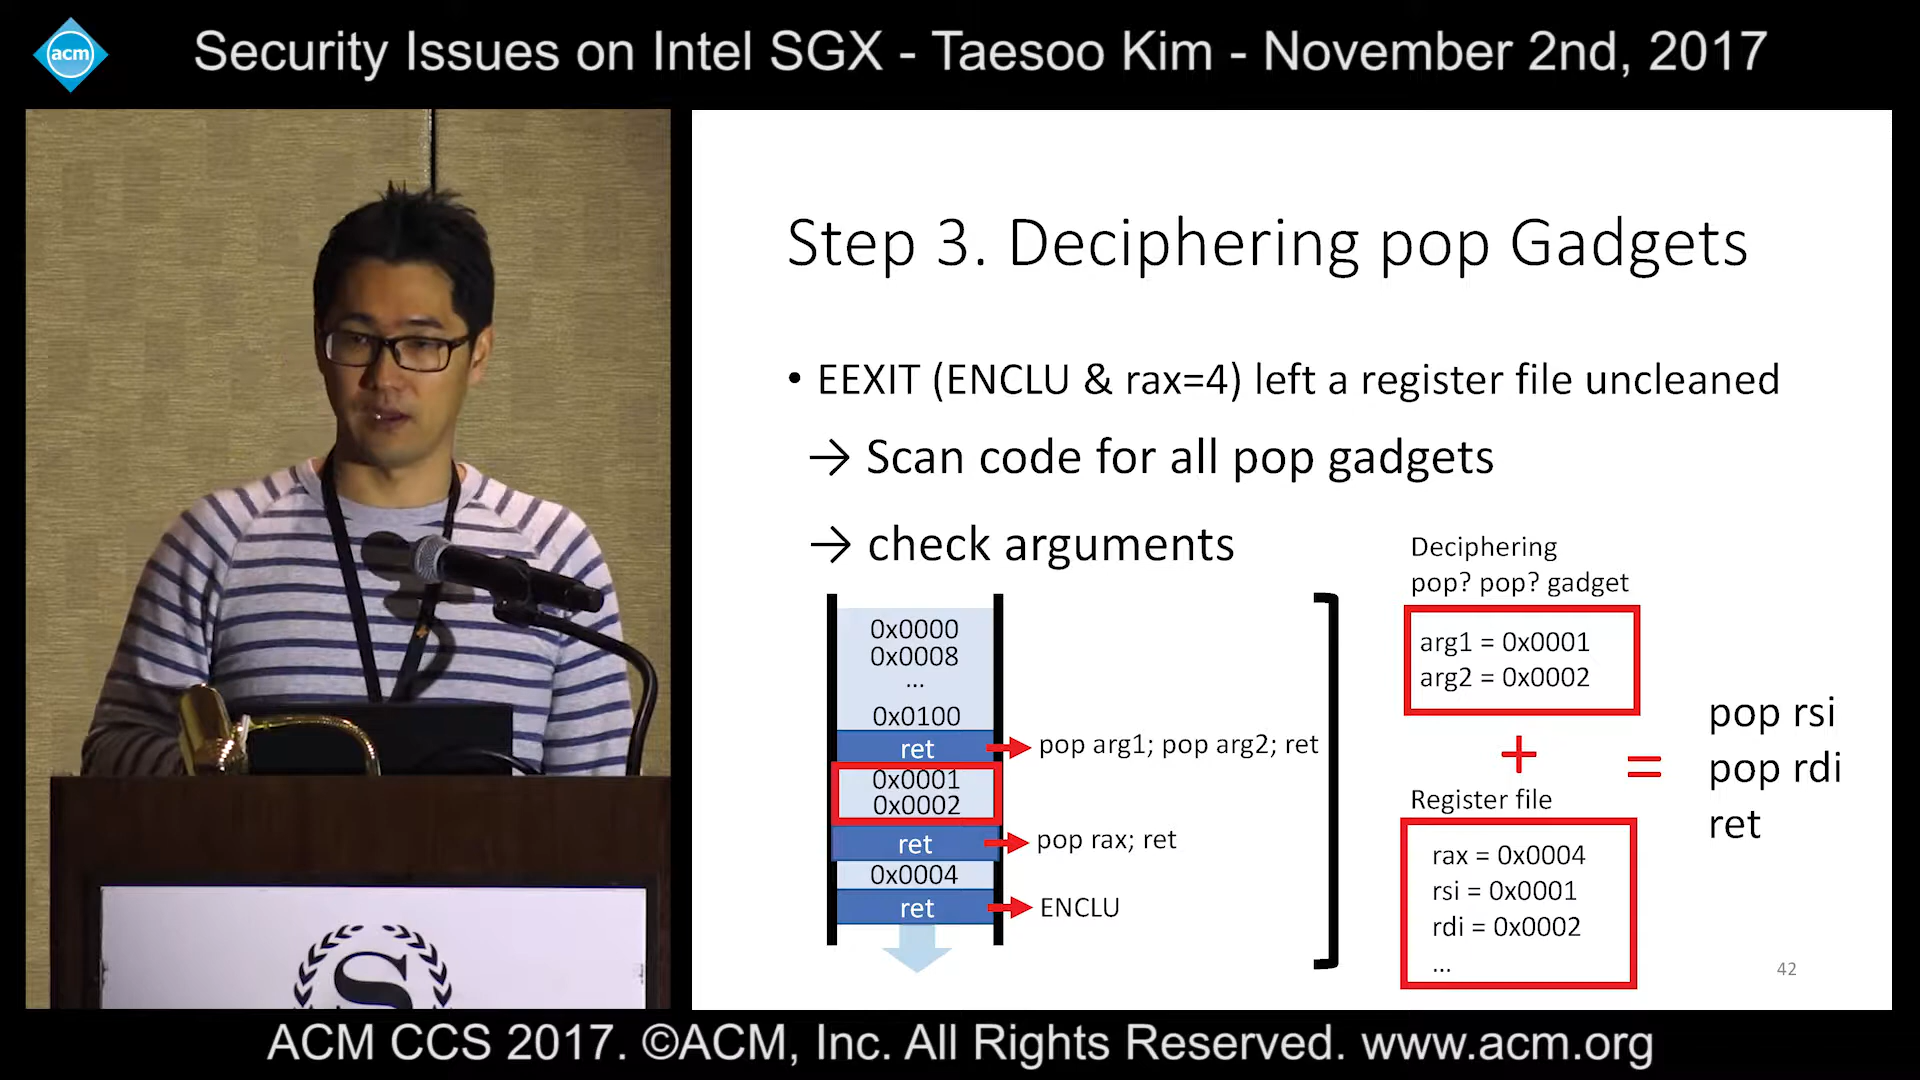 acm
Security Issues on Intel SGX - Taesoo Kim - November 2nd, 2017
Step 3. Deciphering pop Gadgets
• EEXIT (ENCLU & rax=4) left a register file uncleaned
→ Scan code for all pop gadgets
→ check arguments
0x0000
0x0008
...
0x0100
ret
pop arg1; pop arg2; ret
0x0001
0x0002
ret
pop rax; ret
0x0004
ret
ENCLU
Deciphering
pop? pop? gadget
arg1 = 0x0001
arg2 = 0x0002
+
Register file
rax = 0x0004
rsi = 0x0001
rdi = 0x0002
...
=
pop rsi
pop rdi
ret
42
S
ACM CCS 2017. ©ACM, Inc. All Rights Reserved. www.acm.org